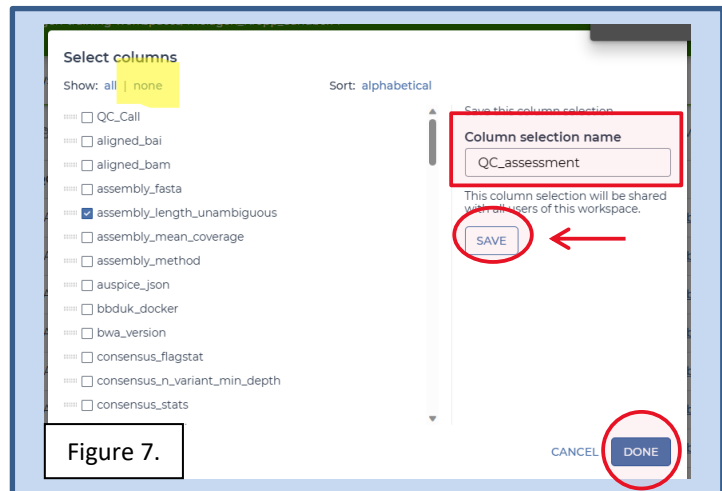 Select columns
Show: all | none
Sort: alphabetical
QC_Call
aligned_bai
aligned_bam
assembly_fasta
assembly_length_unambiguous
assembly_mean_coverage
assembly_method
auspice_json
bbduk_docker
bwa_version
consensus_flagstat
consensus_n_variant_min_depth
consensus_stats
Save this column selection
Column selection name
QC_assessment
This column selection will be shared
with all users of this workspace.
SAVE
CANCEL
DONE
Figure 7.